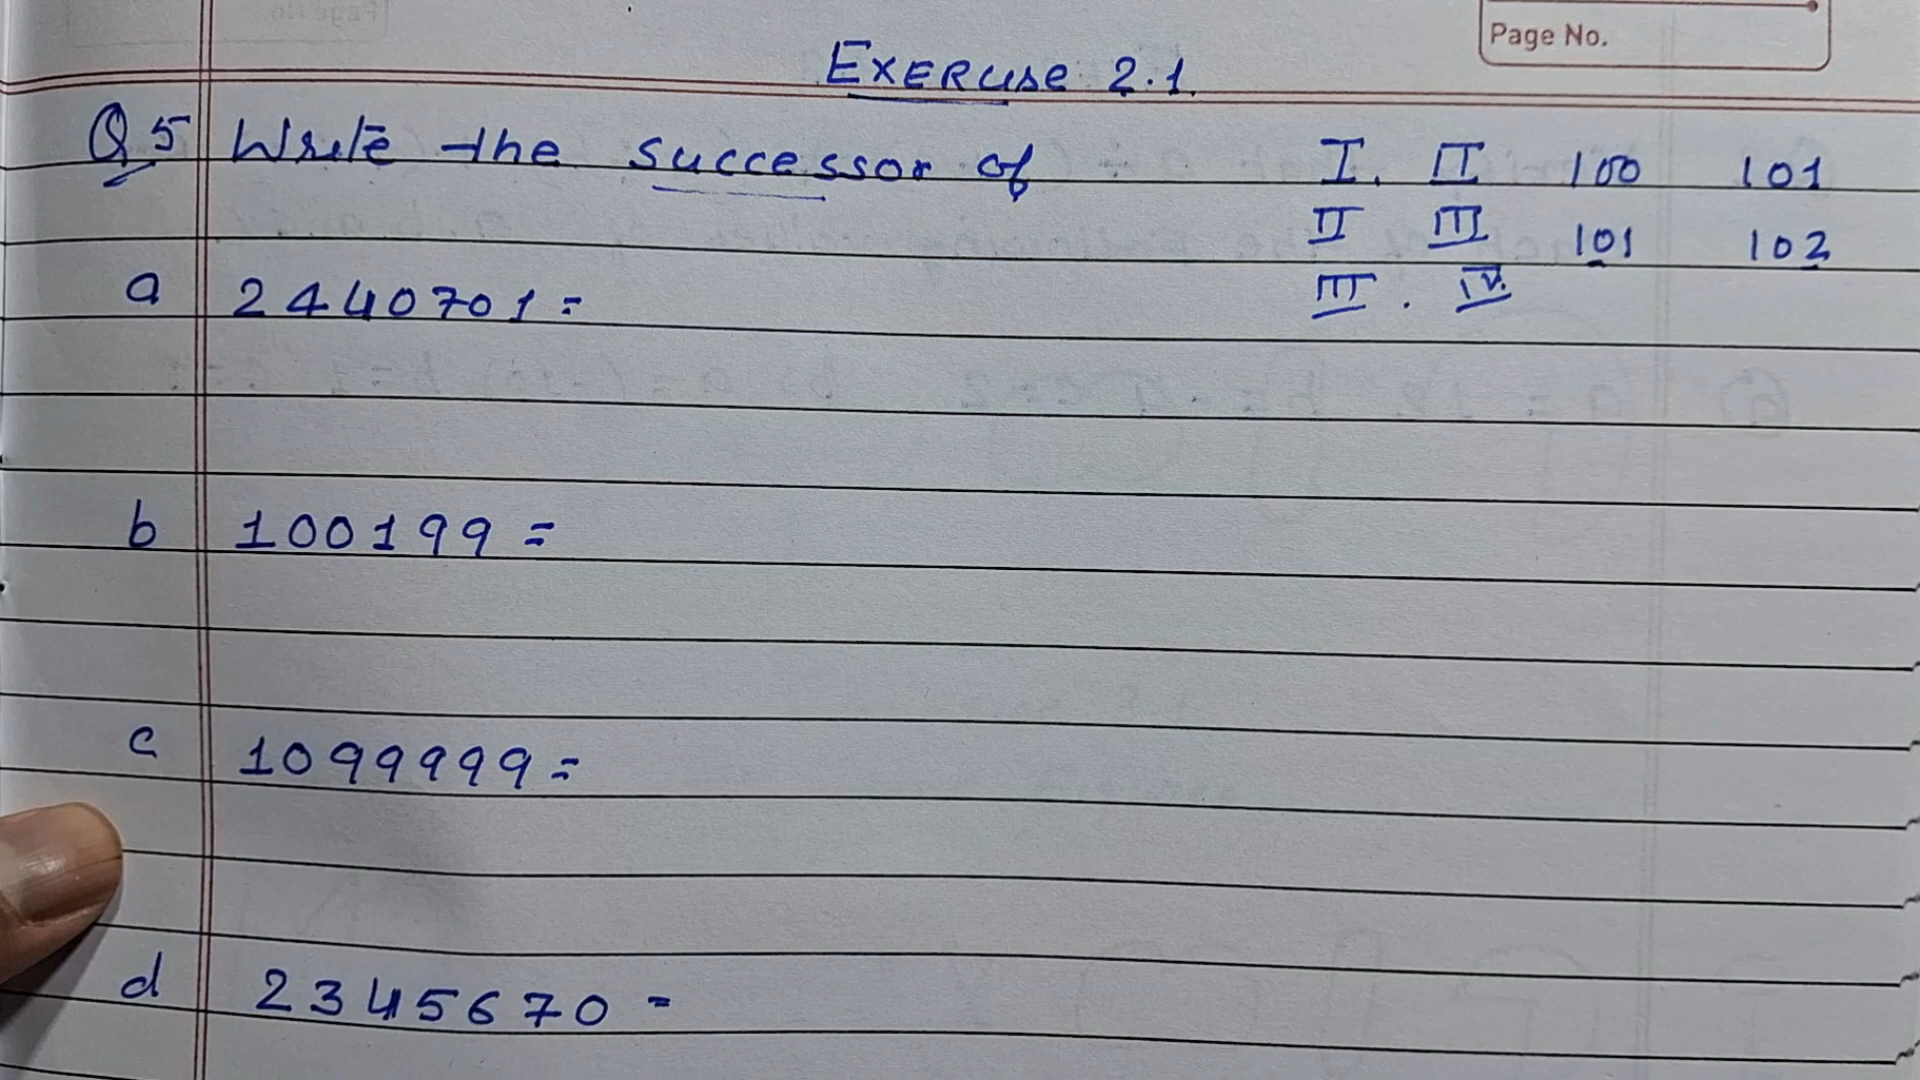 Page No.
Exercise 2.1.
Q5 Write the successor of
I. II 100 101
II III 101 102
III . IV.
a 2440701=
b 100199=
c 1099999=
d 2345670=